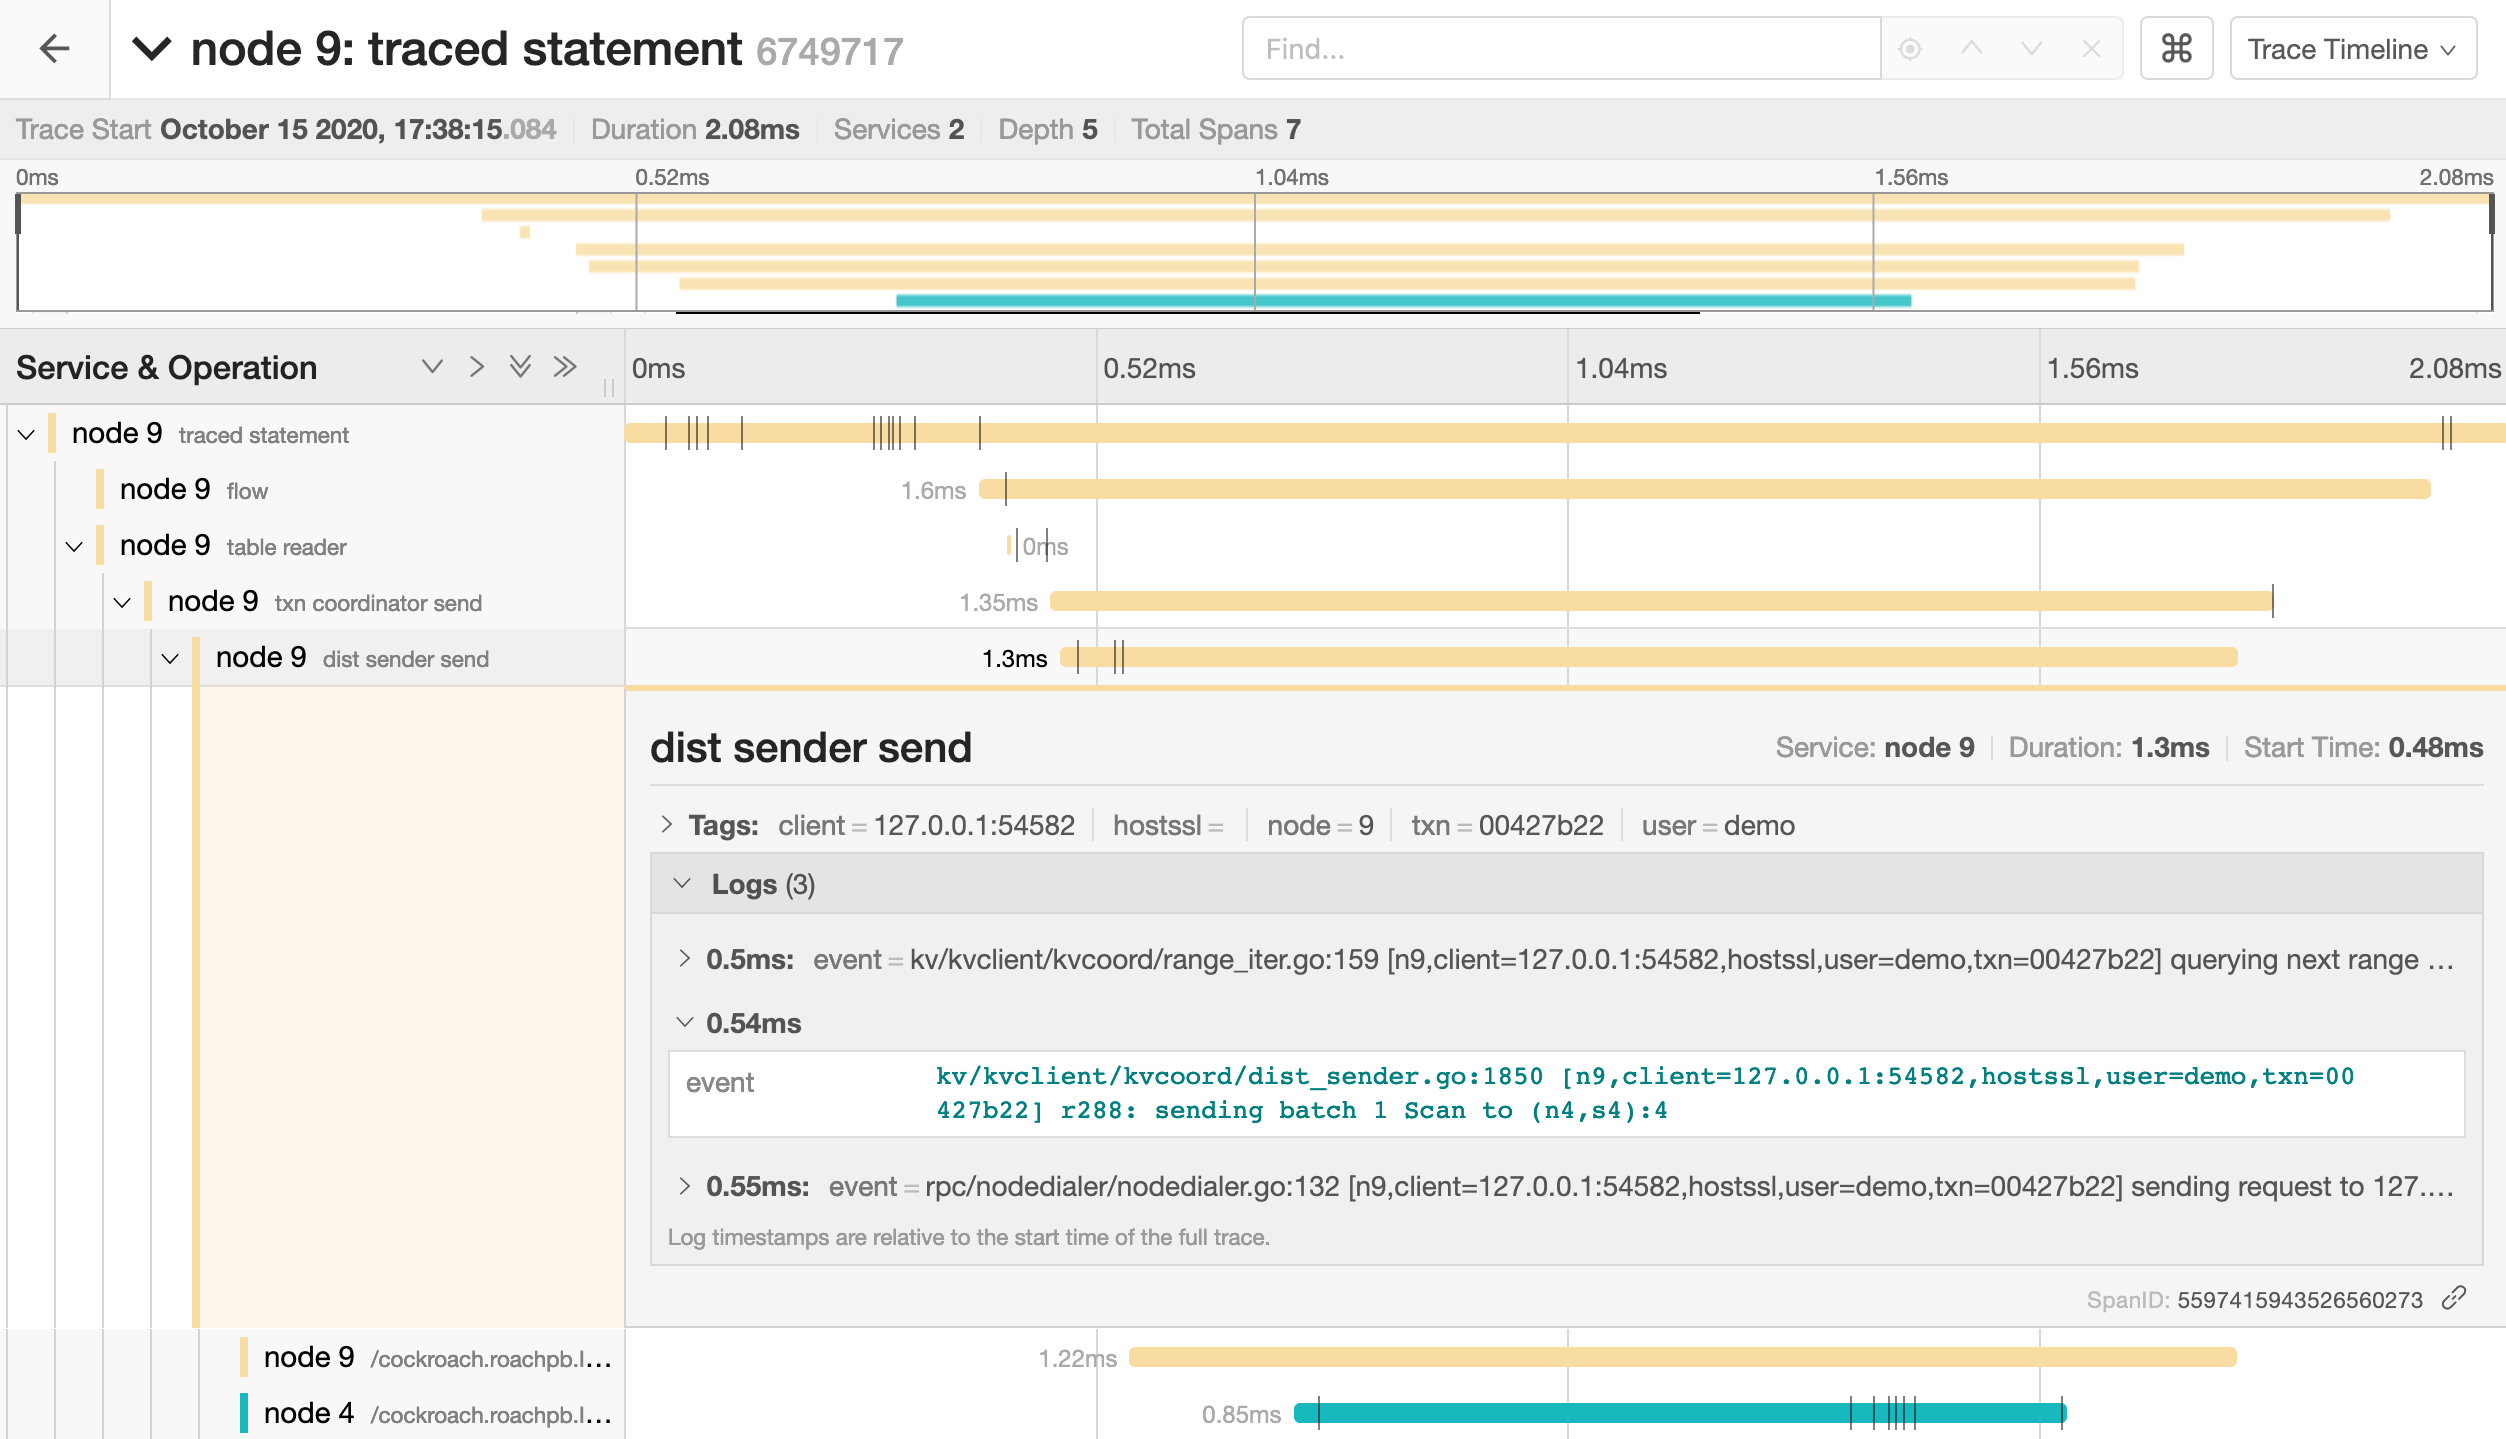 node 9: traced statement 6749717
Find...
⌘
Trace Timeline
Trace Start October 15 2020, 17:38:15.084 Duration 2.08ms Services 2 Depth 5 Total Spans 7
0ms 0.52ms 1.04ms 1.56ms 2.08ms
Service & Operation
0ms 0.52ms 1.04ms 1.56ms 2.08ms
node 9 traced statement
node 9 flow 1.6ms
node 9 table reader 0ms
node 9 txn coordinator send 1.35ms
node 9 dist sender send 1.3ms
dist sender send
Service: node 9 Duration: 1.3ms Start Time: 0.48ms
Tags: client = 127.0.0.1:54582 hostssl = node = 9 txn = 00427b22 user = demo
Logs (3)
0.5ms: event = kv/kvclient/kvcoord/range_iter.go:159 [n9,client=127.0.0.1:54582,hostssl,user=demo,txn=00427b22] querying next range ...
0.54ms
event
kv/kvclient/kvcoord/dist_sender.go:1850 [n9,client=127.0.0.1:54582,hostssl,user=demo,txn=00
427b22] r288: sending batch 1 Scan to (n4,s4):4
0.55ms: event = rpc/nodedialer/nodedialer.go:132 [n9,client=127.0.0.1:54582,hostssl,user=demo,txn=00427b22] sending request to 127....
Log timestamps are relative to the start time of the full trace.
SpanID: 5597415943526560273
node 9 /cockroach.roachpb.I... 1.22ms
node 4 /cockroach.roachpb.I... 0.85ms